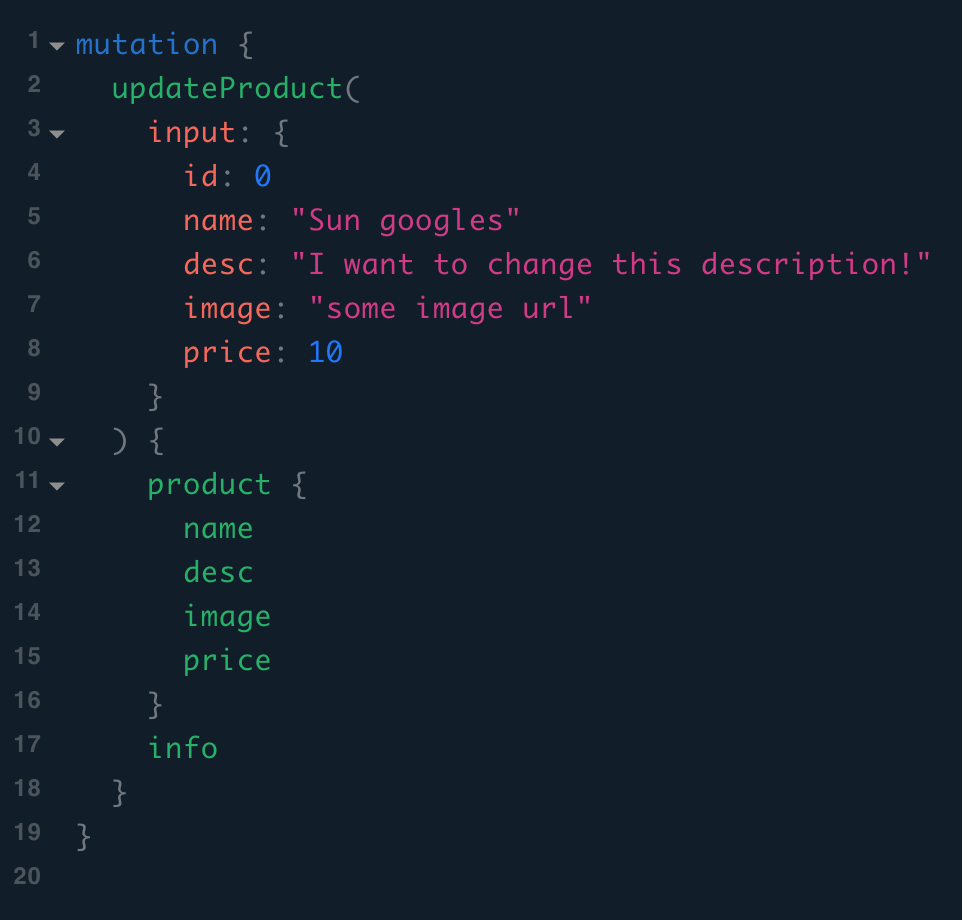 1 mutation {
2 updateProduct(
3 input: {
4 id: 0
5 name: "Sun googles"
6 desc: "I want to change this description!"
7 image: "some image url"
8 price: 10
9 }
10 ) {
11 product {
12 name
13 desc
14 image
15 price
16 }
17 info
18 }
19 }
20